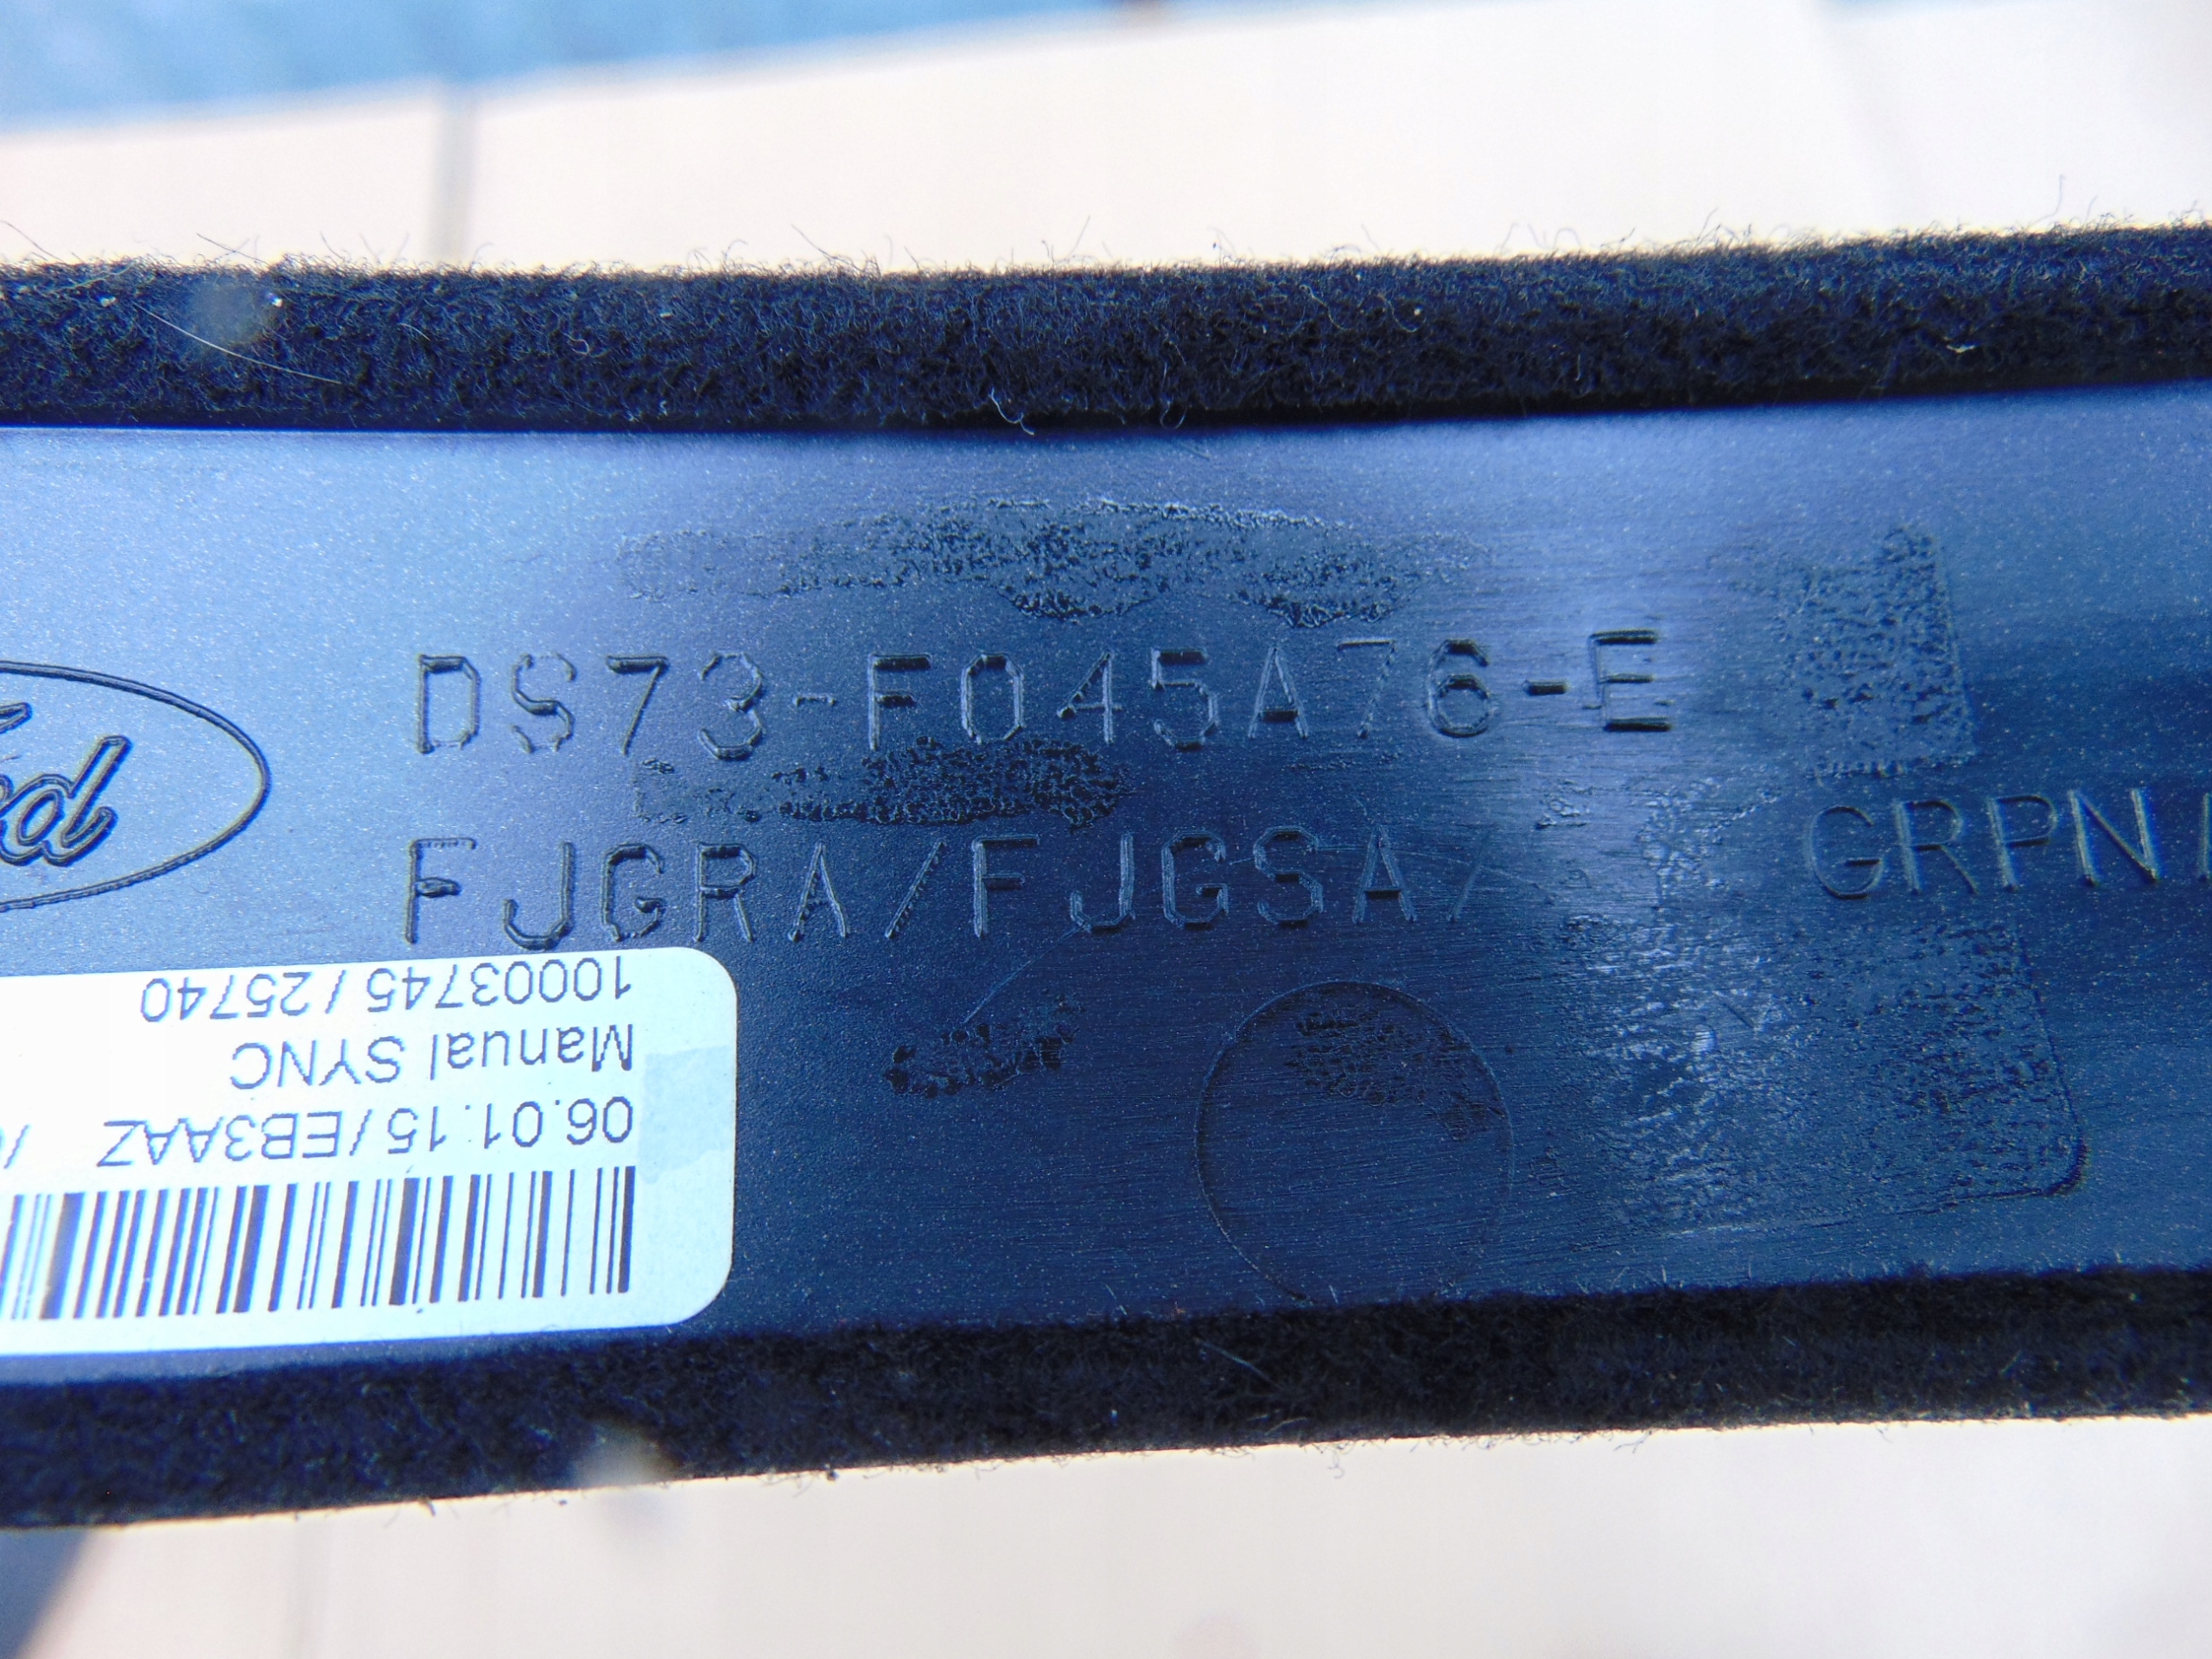 DS73-F045A76-E
FJGRA/FJGSA/
GRPN
10003745 / 25740
Manual SYNC
06.01.15 / EB3AAZ /